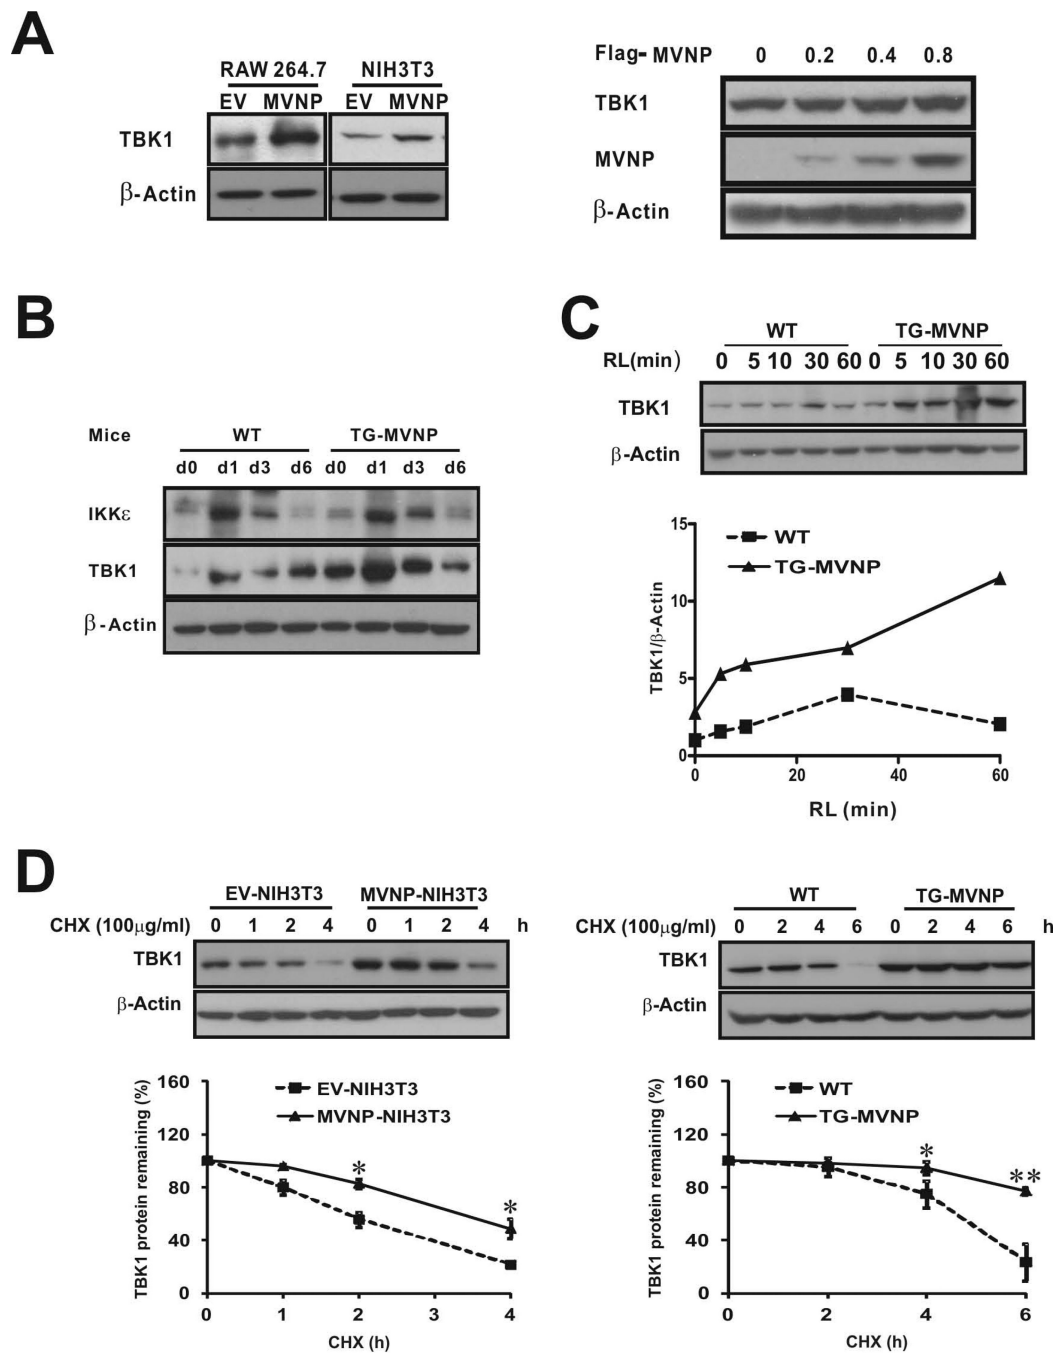 A
RAW 264.7 NIH3T3
EV MVNP EV MVNP
TBK1
β-Actin
Flag-MVNP 0 0.2 0.4 0.8
TBK1
MVNP
β-Actin
B
Mice WT TG-MVNP
d0 d1 d3 d6 d0 d1 d3 d6
IKKε
TBK1
β-Actin
C
WT TG-MVNP
RL(min) 0 5 10 30 60 0 5 10 30 60
TBK1
β-Actin
15
10
5
0
TBK1/β-Actin
WT
TG-MVNP
0 20 40 60
RL (min)
D
EV-NIH3T3 MVNP-NIH3T3
CHX (100μg/ml) 0 1 2 4 0 1 2 4 h
TBK1
β-Actin
160
120
80
40
0
TBK1 protein remaining (%)
EV-NIH3T3
MVNP-NIH3T3
*
*
0 1 2 3 4
CHX (h)
WT TG-MVNP
CHX (100μg/ml) 0 2 4 6 0 2 4 6 h
TBK1
β-Actin
160
120
80
40
0
TBK1 protein remaining (%)
WT
TG-MVNP
*
**
0 2 4 6
CHX (h)